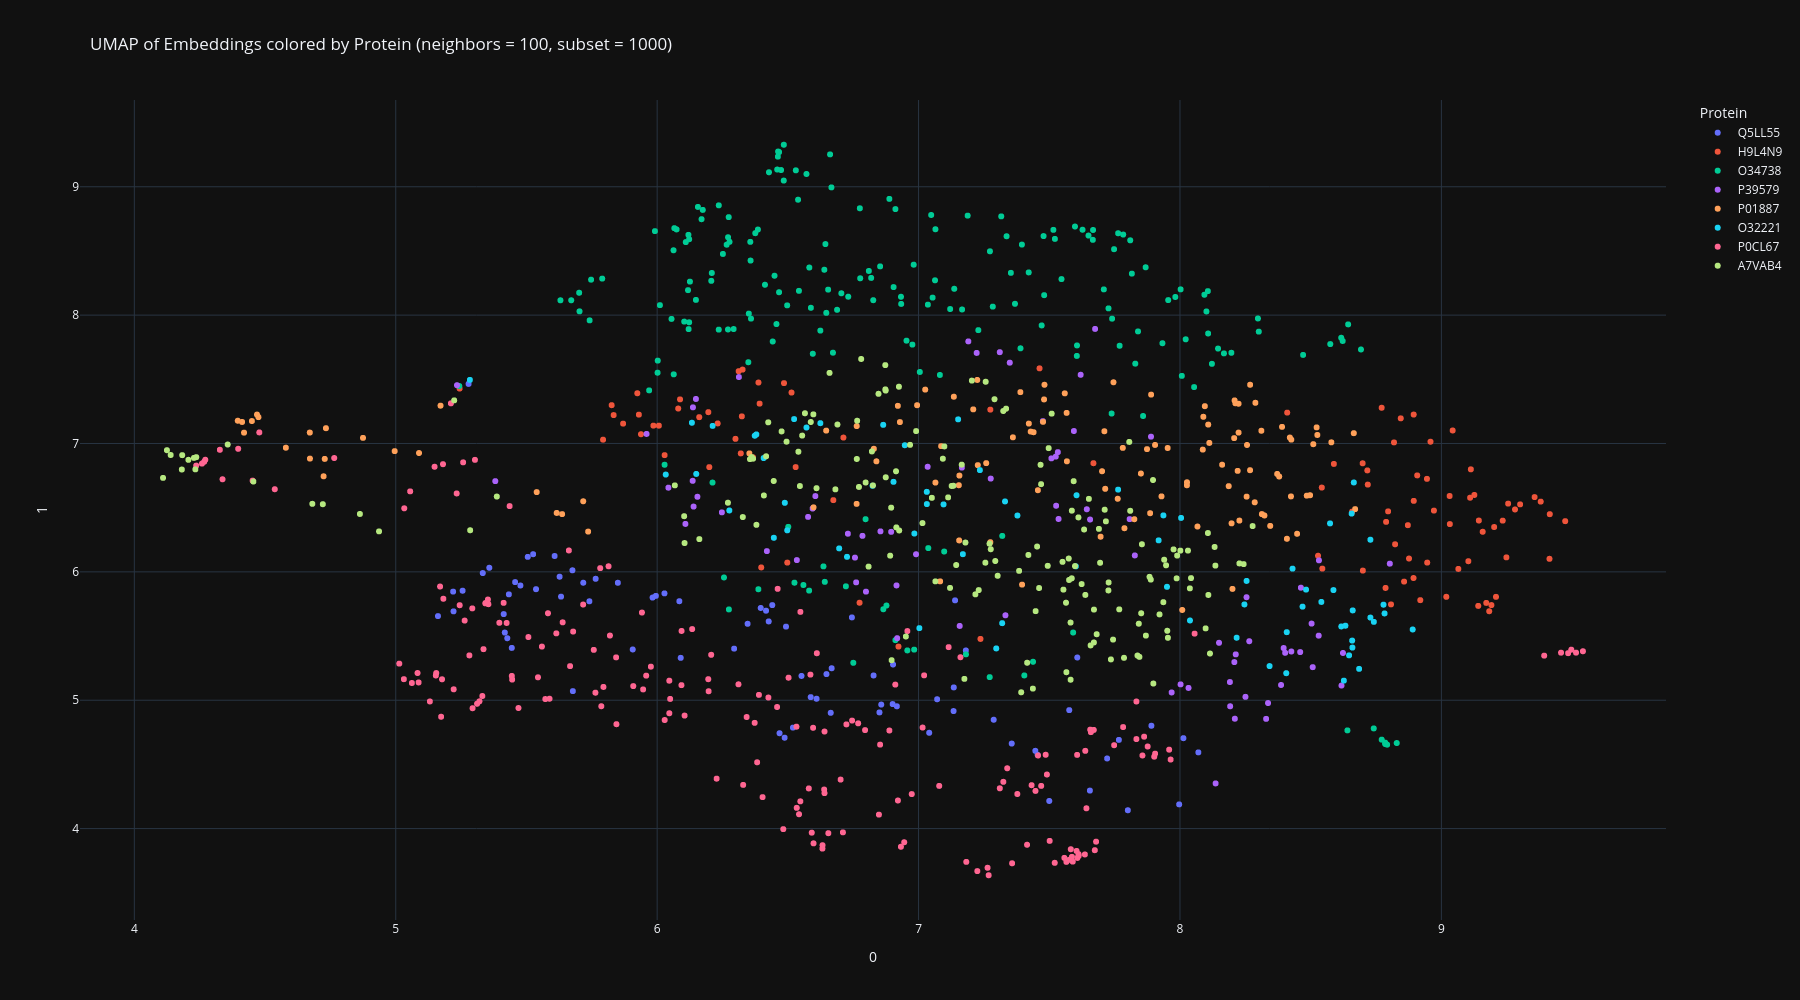 UMAP of Embeddings colored by Protein (neighbors = 100, subset = 1000)
Protein
Q5LL55
H9L4N9
O34738
P39579
P01887
O32221
P0CL67
A7VAB4
9
8
7
6
5
4
1
4
5
6
7
8
9
0